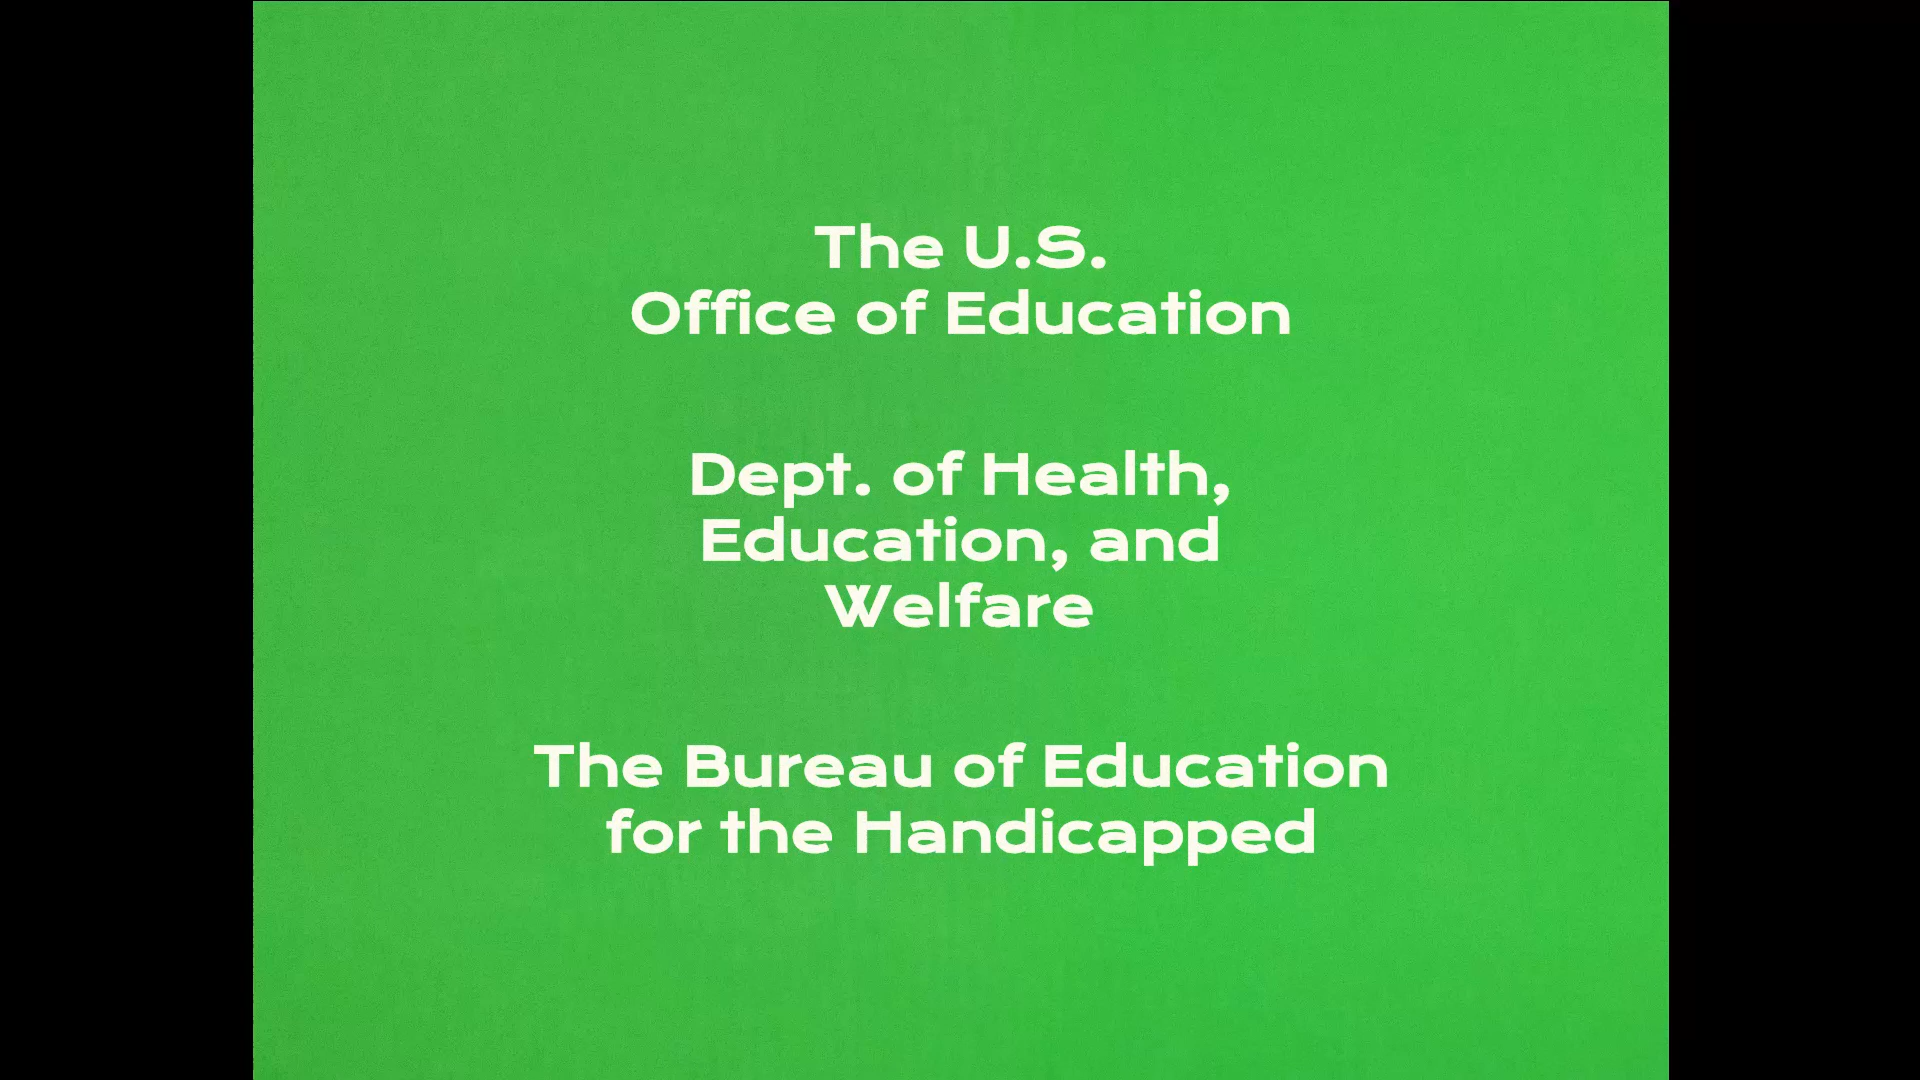 The U.S.
Office of Education
Dept. of Health,
Education, and
Welfare
The Bureau of Education
for the Handicapped